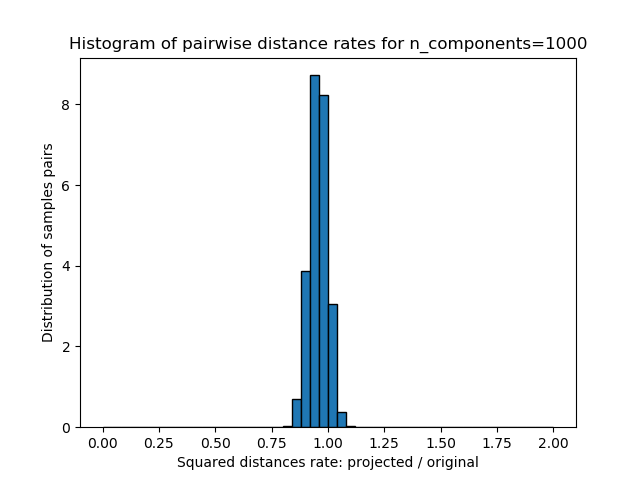 Histogram of pairwise distance rates for n_components=1000
Distribution of samples pairs
8
6
4
2
0
0.00 0.25 0.50 0.75 1.00 1.25 1.50 1.75 2.00
Squared distances rate: projected / original